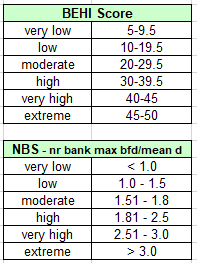 BEHI Score
very low 5-9.5
low 10-19.5
moderate 20-29.5
high 30-39.5
very high 40-45
extreme 45-50
NBS - nr bank max bfd/mean d
very low < 1.0
low 1.0 - 1.5
moderate 1.51 - 1.8
high 1.81 - 2.5
very high 2.51 - 3.0
extreme > 3.0